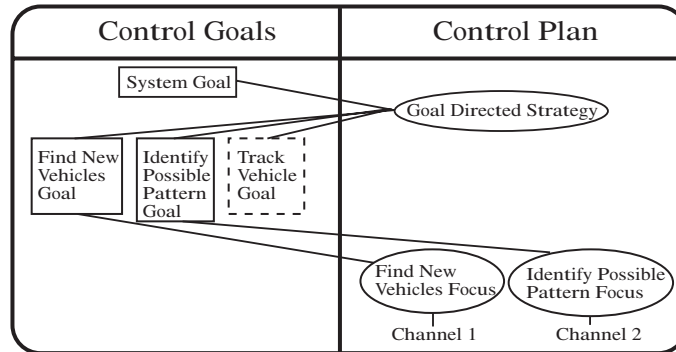 Control Goals
Control Plan
System Goal
Goal Directed Strategy
Find New
Vehicles
Goal
Identify
Possible
Pattern
Goal
Track
Vehicle
Goal
Find New
Vehicles Focus
Identify Possible
Pattern Focus
Channel 1
Channel 2